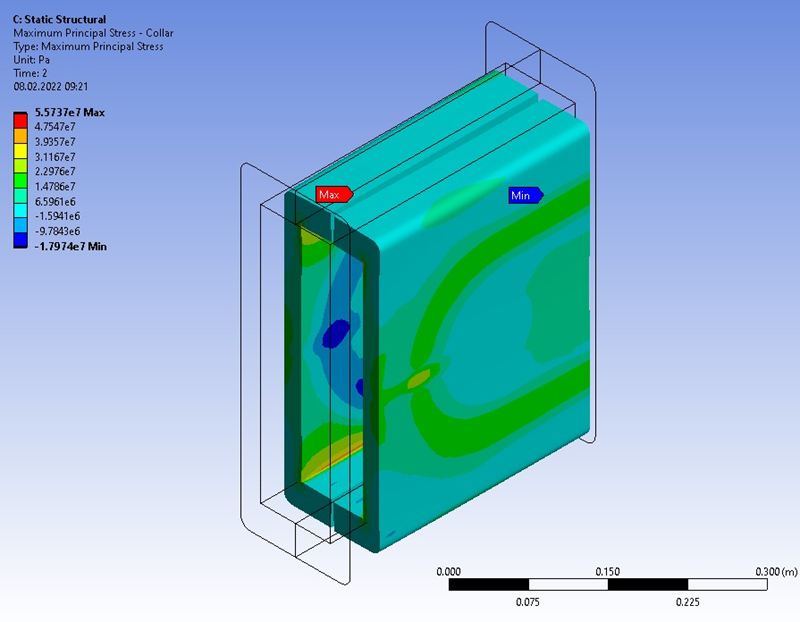 C: Static Structural
Maximum Principal Stress - Collar
Type: Maximum Principal Stress
Unit: Pa
Time: 2
08.02.2022 09:21
5.5737e7 Max
4.7547e7
3.9357e7
3.1167e7
2.2976e7
1.4786e7
6.5961e6
-1.5941e6
-9.7843e6
-1.7974e7 Min
Max
Min
0.000
0.150
0.300 (m)
0.075
0.225